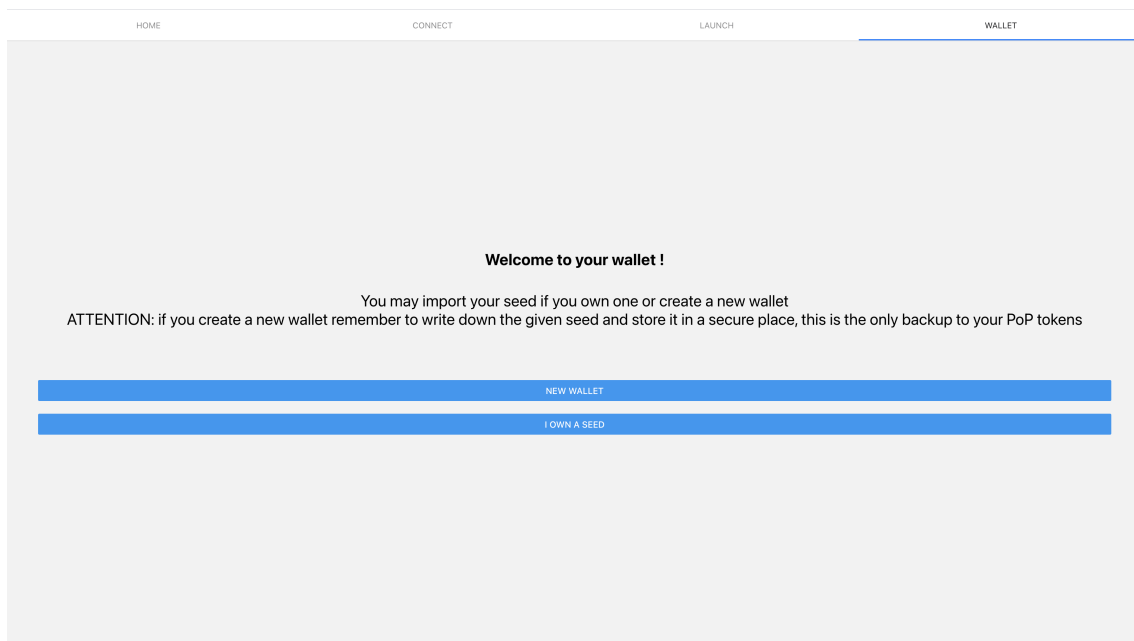 HOME
CONNECT
LAUNCH
WALLET
Welcome to your wallet !
You may import your seed if you own one or create a new wallet
ATTENTION: if you create a new wallet remember to write down the given seed and store it in a secure place, this is the only backup to your PoP tokens
NEW WALLET
I OWN A SEED